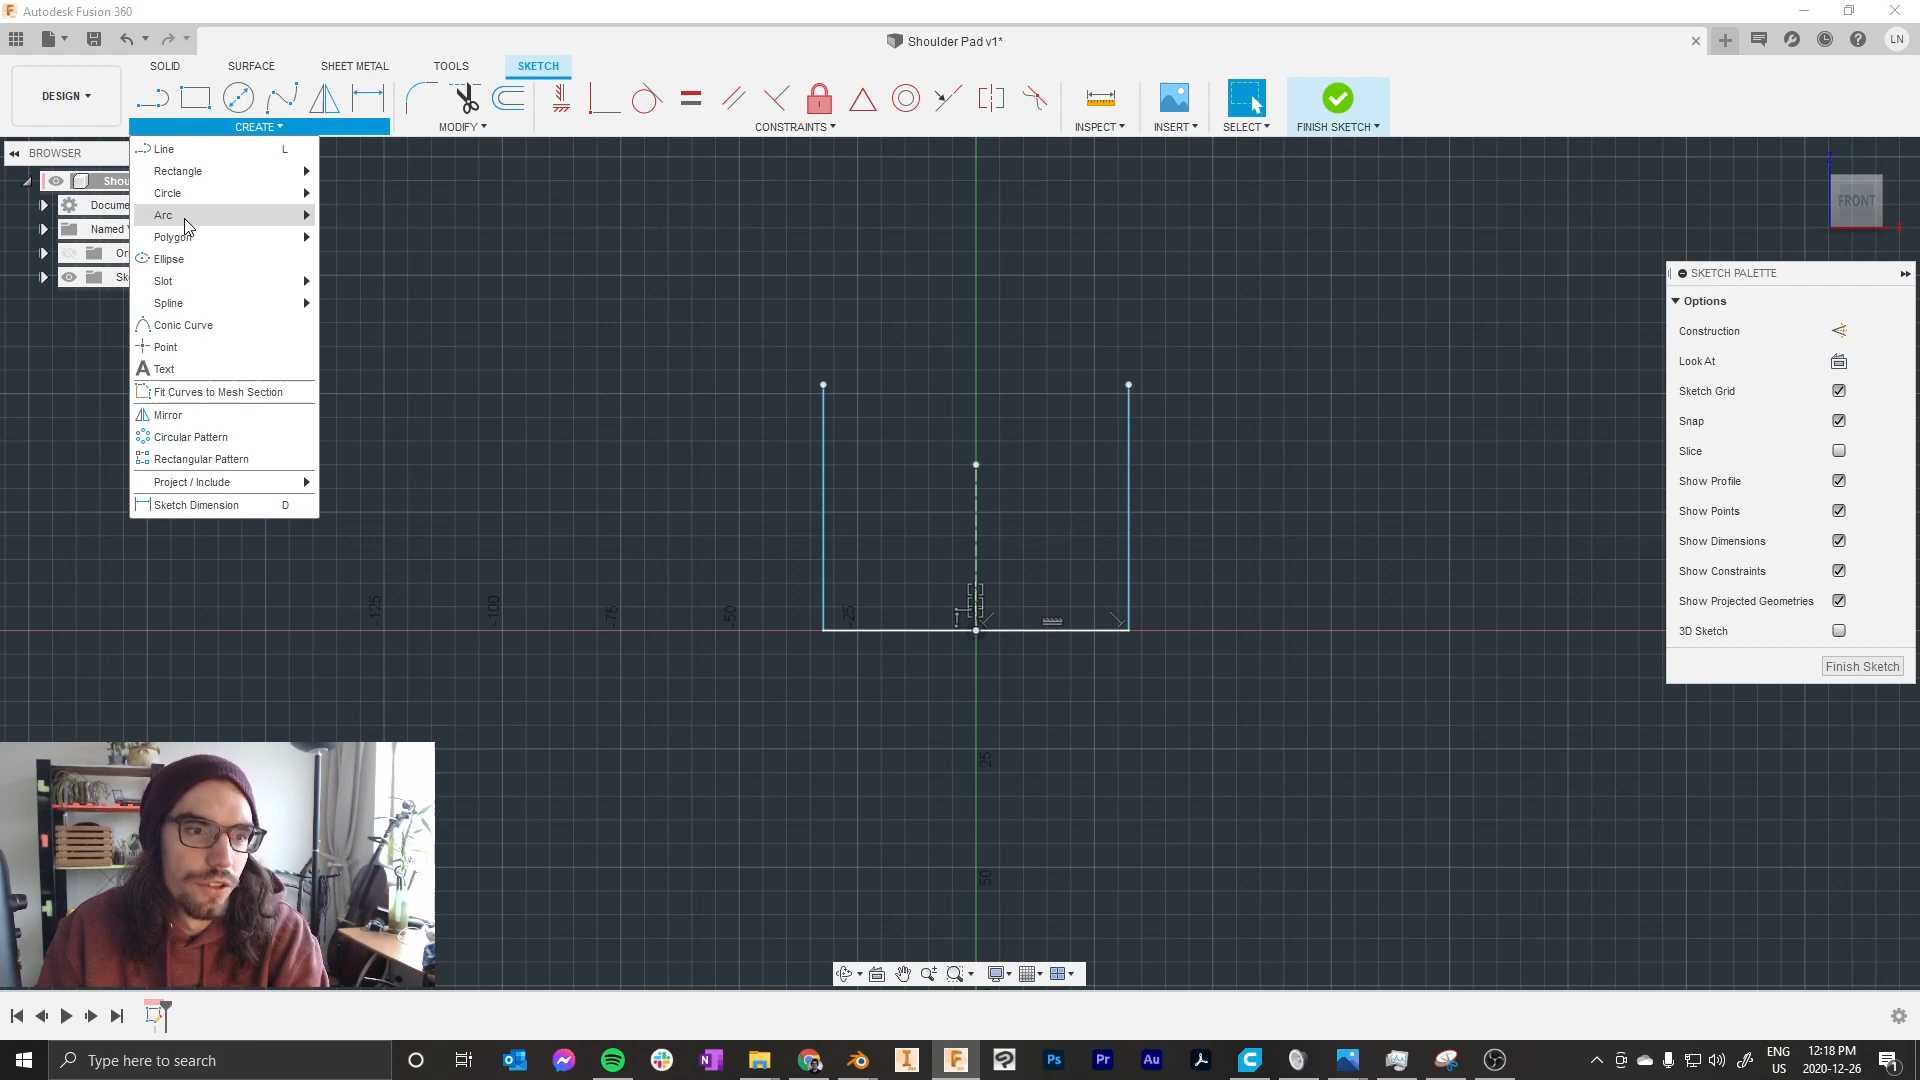 Autodesk Fusion 360
Shoulder Pad v1*
LN
SOLID
SURFACE
SHEET METAL
TOOLS
SKETCH
DESIGN
CREATE
MODIFY
CONSTRAINTS
INSPECT
INSERT
SELECT
FINISH SKETCH
BROWSER
Shou
Docume
Named
Or
Sk
Line L
Rectangle
Circle
Arc
Polygon
Ellipse
Slot
Spline
Conic Curve
Point
Text
Fit Curves to Mesh Section
Mirror
Circular Pattern
Rectangular Pattern
Project / Include
Sketch Dimension D
-125
-100
-75
-50
-25
25
50
FRONT
SKETCH PALETTE
Options
Construction
Look At
Sketch Grid
Snap
Slice
Show Profile
Show Points
Show Dimensions
Show Constraints
Show Projected Geometries
3D Sketch
Finish Sketch
Type here to search
ENG
US
12:18 PM
2020-12-26